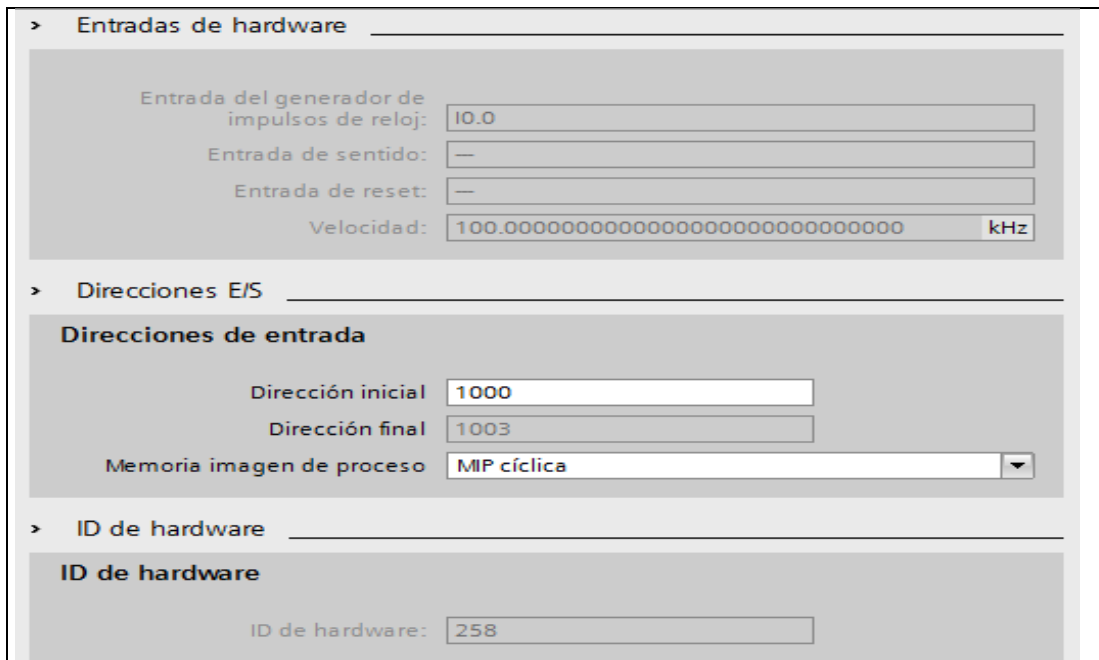 > Entradas de hardware
Entrada del generador de
impulsos de reloj: I0.0
Entrada de sentido: —
Entrada de reset: —
Velocidad: 100.0000000000000000000000000 kHz
> Direcciones E/S
Direcciones de entrada
Dirección inicial 1000
Dirección final 1003
Memoria imagen de proceso MIP cíclica
> ID de hardware
ID de hardware
ID de hardware: 258